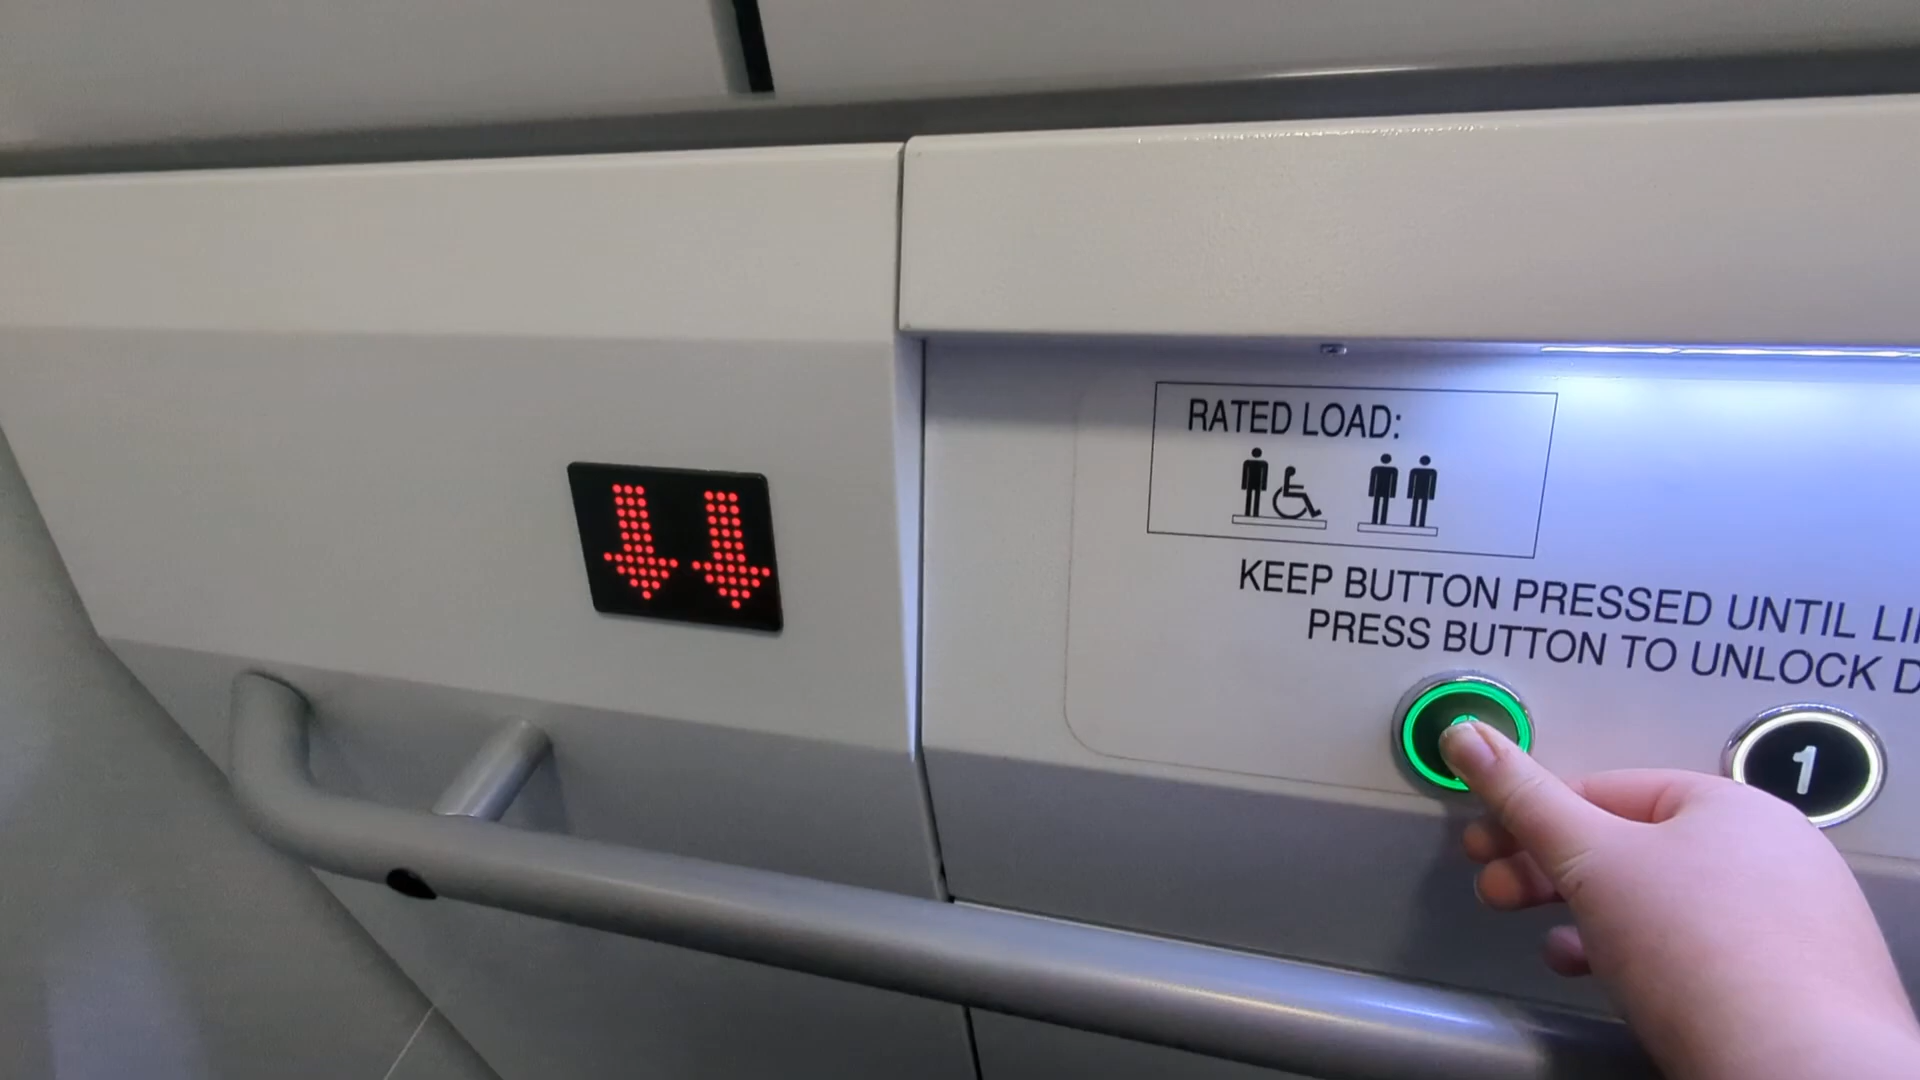 RATED LOAD:
KEEP BUTTON PRESSED UNTIL
PRESS BUTTON TO UNLOCK
1